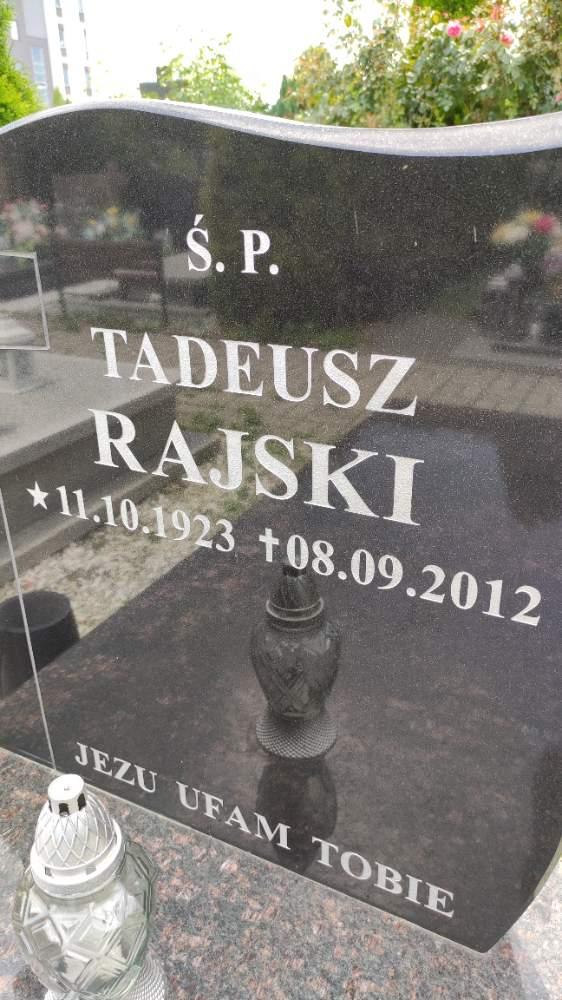 Ś. P.
TADEUSZ
RAJSKI
★11.10.1923 ✝08.09.2012
JEZU UFAM TOBIE